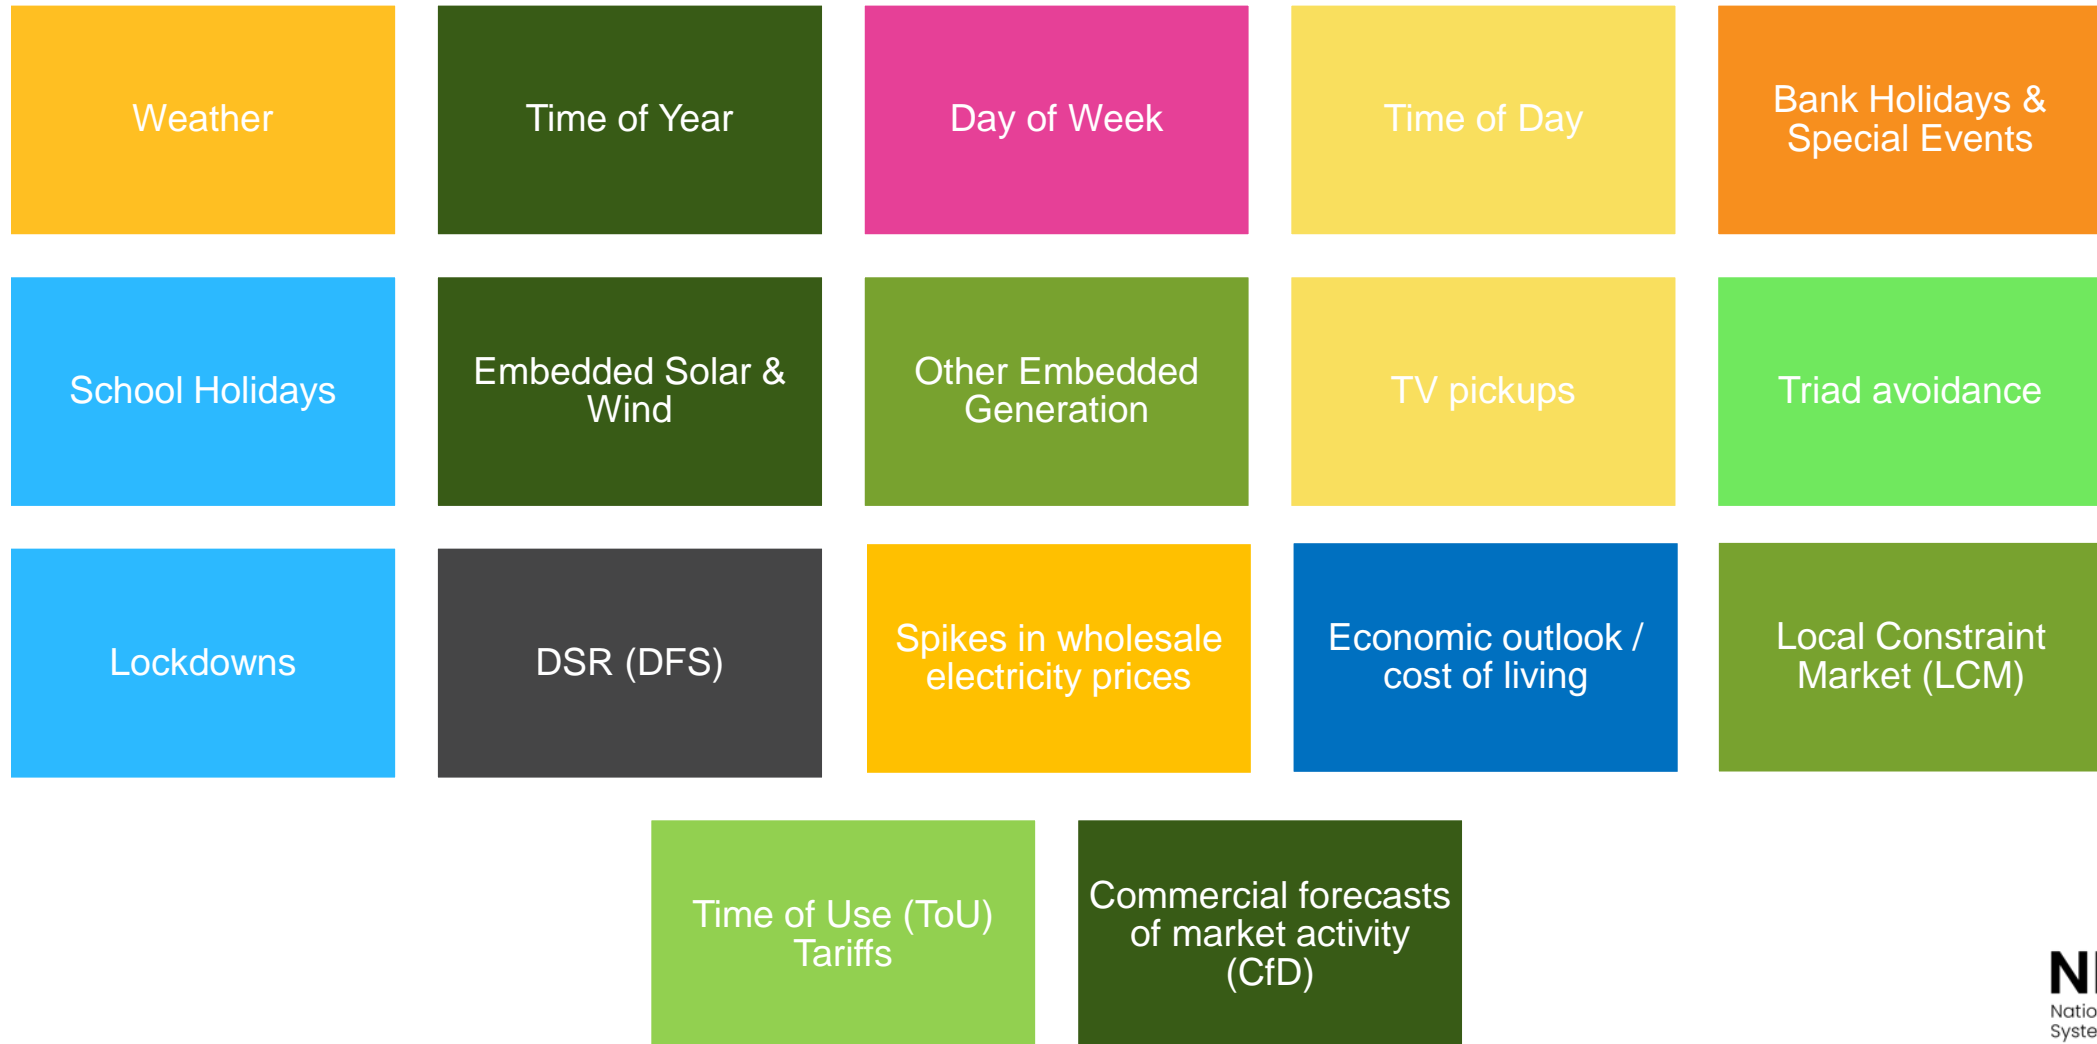 Weather
Time of Year
Day of Week
Time of Day
Bank Holidays &
Special Events
School Holidays
Embedded Solar &
Wind
Other Embedded
Generation
TV pickups
Triad avoidance
Lockdowns
DSR (DFS)
Spikes in wholesale
electricity prices
Economic outlook /
cost of living
Local Constraint
Market (LCM)
Time of Use (ToU)
Tariffs
Commercial forecasts
of market activity
(CfD)